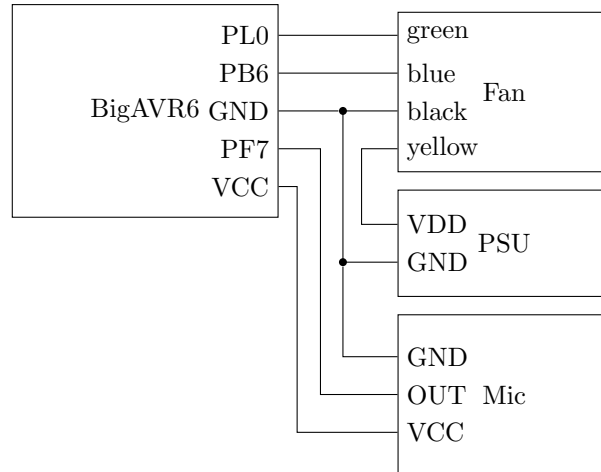 PL0
PB6
BigAVR6 GND
PF7
VCC
green
blue
Fan
black
yellow
VDD
PSU
GND
GND
OUT Mic
VCC